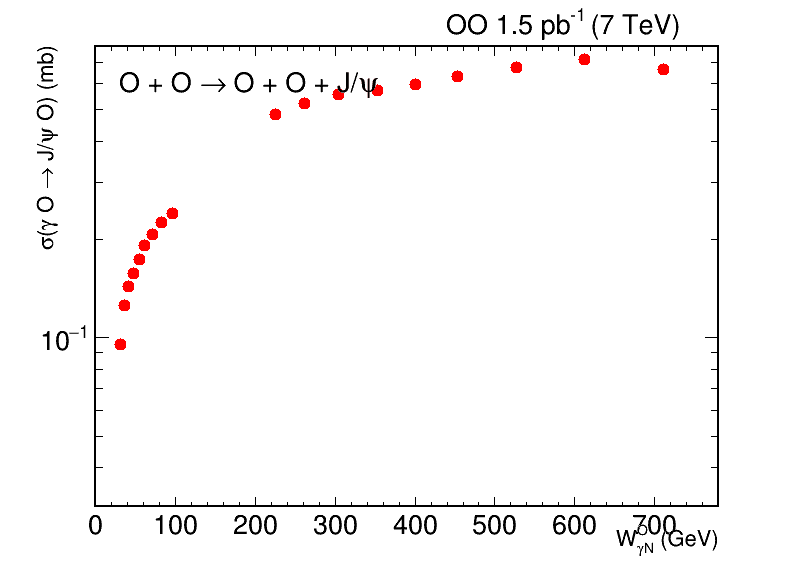 OO 1.5 pb⁻¹ (7 TeV)
O + O → O + O + J/ψ
σ(γ O → J/ψ O) (mb)
10⁻¹
0 100 200 300 400 500 600 700
W_γN (GeV)